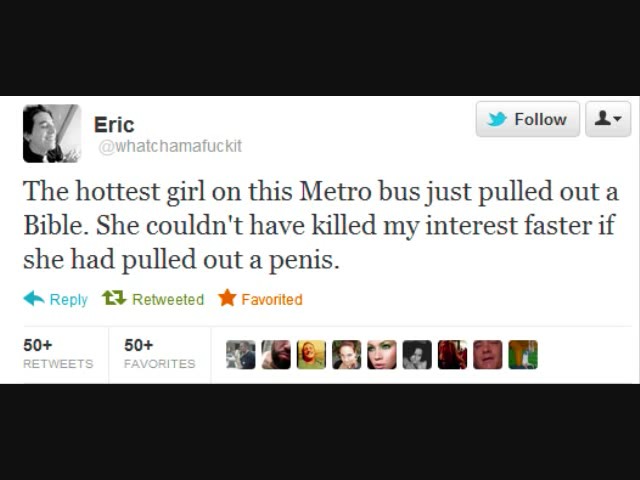 Eric
@whatchamafuckit
Follow
The hottest girl on this Metro bus just pulled out a
Bible. She couldn't have killed my interest faster if
she had pulled out a penis.
Reply Retweeted Favorited
50+ 50+
RETWEETS FAVORITES